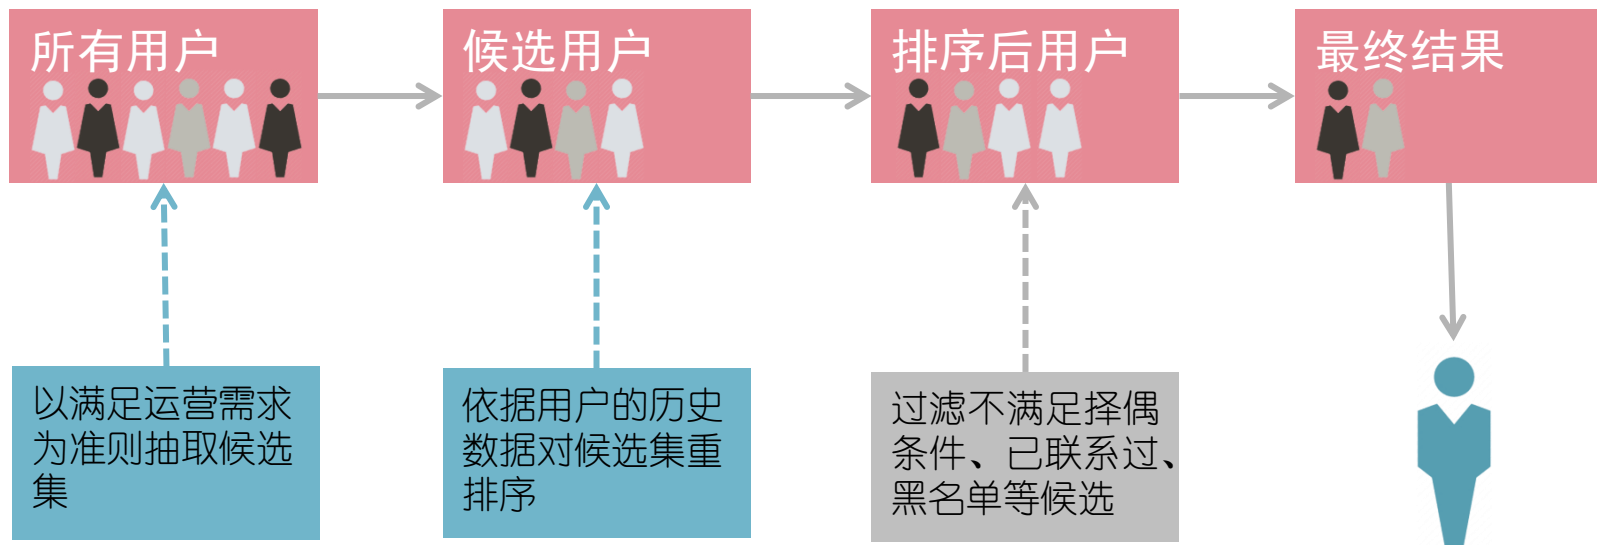 所有用户
候选用户
排序后用户
最终结果
以满足运营需求
为准则抽取候选
集
依据用户的历史
数据对候选集重
排序
过滤不满足择偶
条件、已联系过、
黑名单等候选